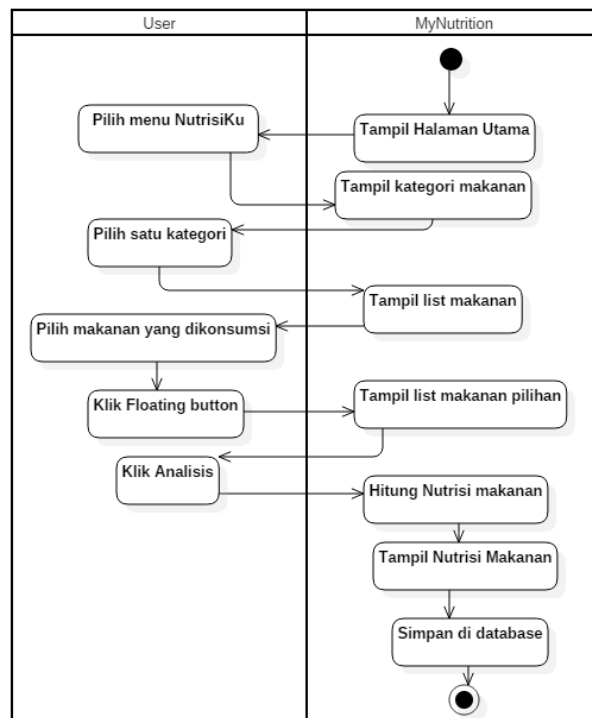 User
MyNutrition
Tampil Halaman Utama
Pilih menu NutrisiKu
Tampil kategori makanan
Pilih satu kategori
Tampil list makanan
Pilih makanan yang dikonsumsi
Klik Floating button
Tampil list makanan pilihan
Klik Analisis
Hitung Nutrisi makanan
Tampil Nutrisi Makanan
Simpan di database